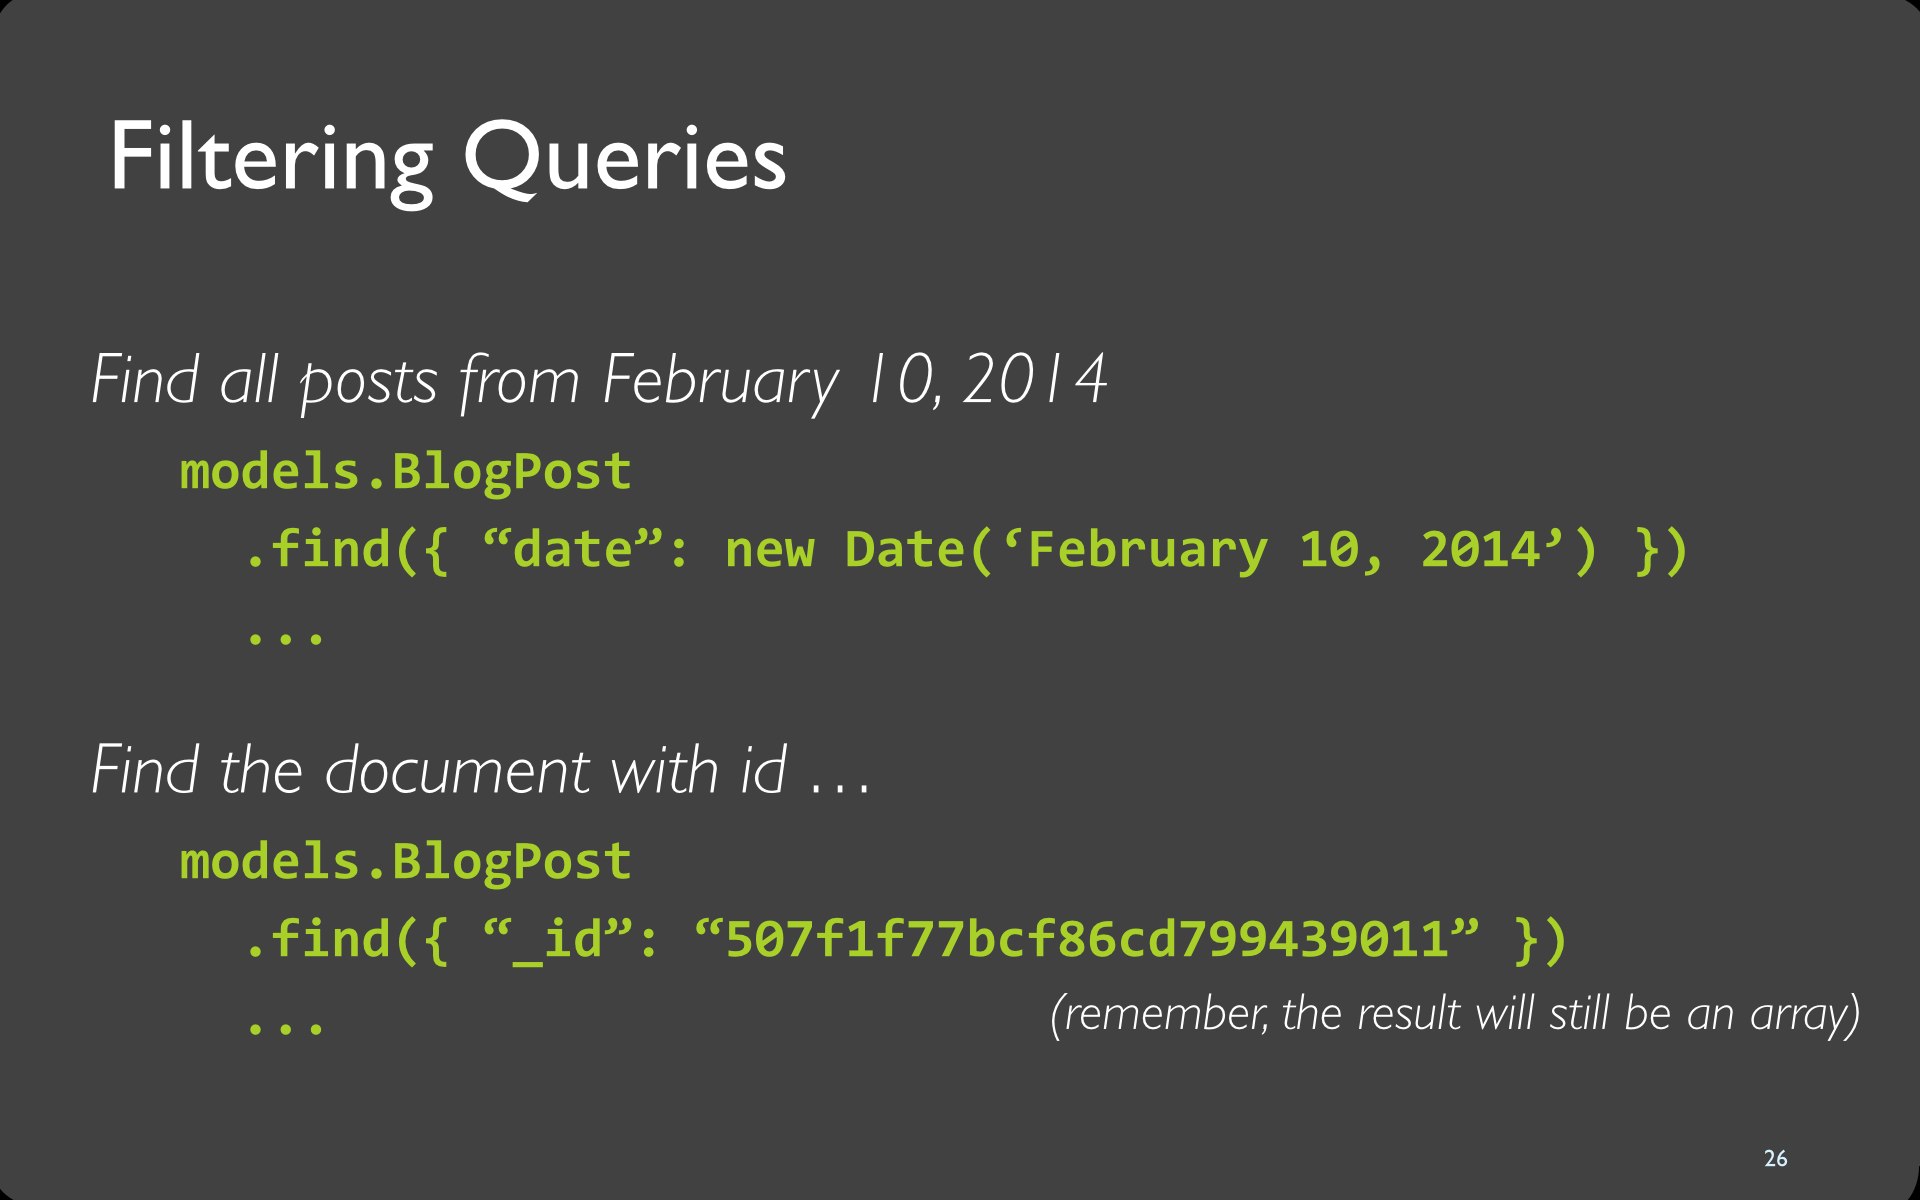 Filtering Queries
Find all posts from February 10, 2014
models.BlogPost
.find({ “date”: new Date(‘February 10, 2014’) })
...
Find the document with id …
models.BlogPost
.find({ “_id”: “507f1f77bcf86cd799439011” })
...
(remember, the result will still be an array)
26